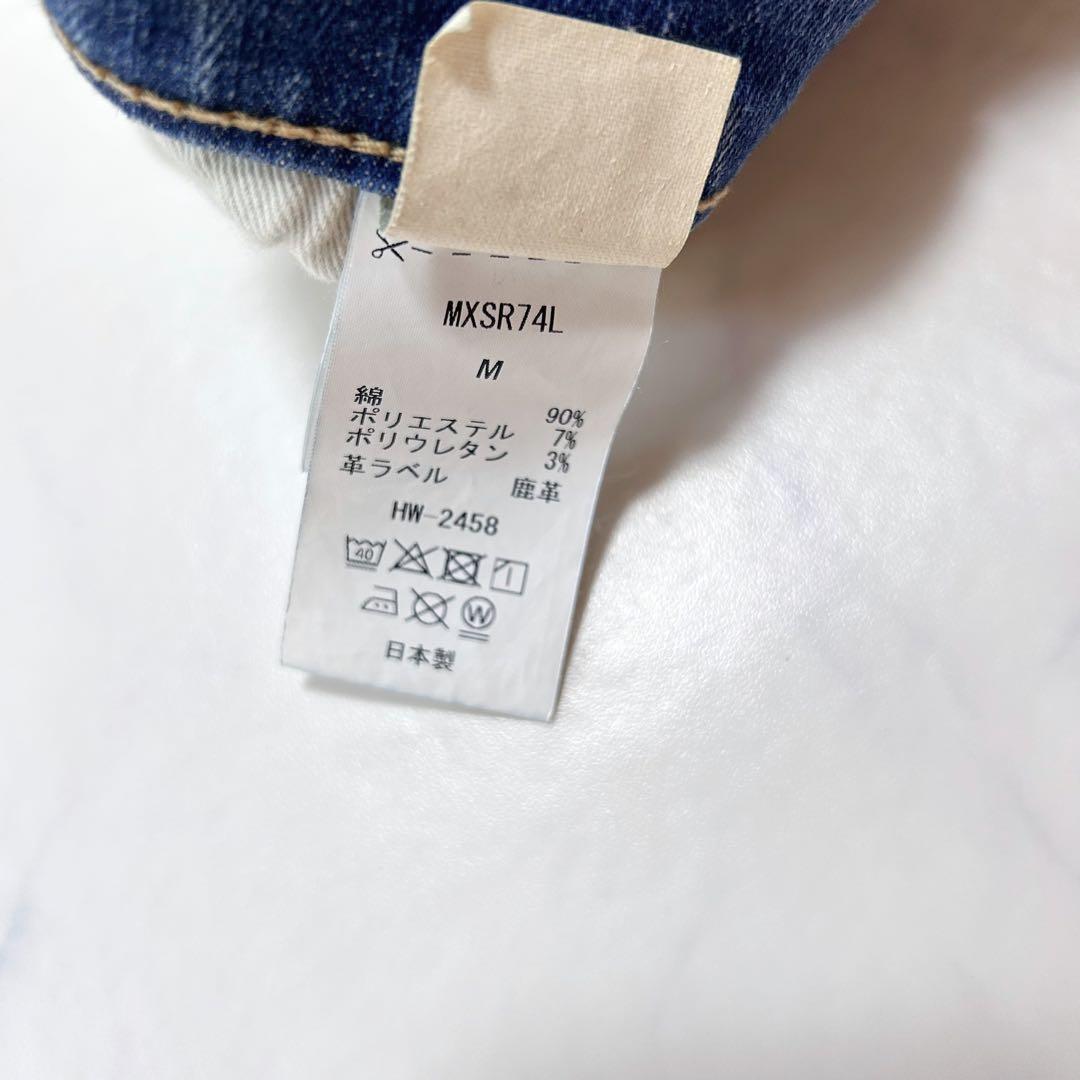 MXSR74L
M
綿 90%
ポリエステル 7%
ポリウレタン 3%
革ラベル 鹿革
HW-2458
40
W
日本製